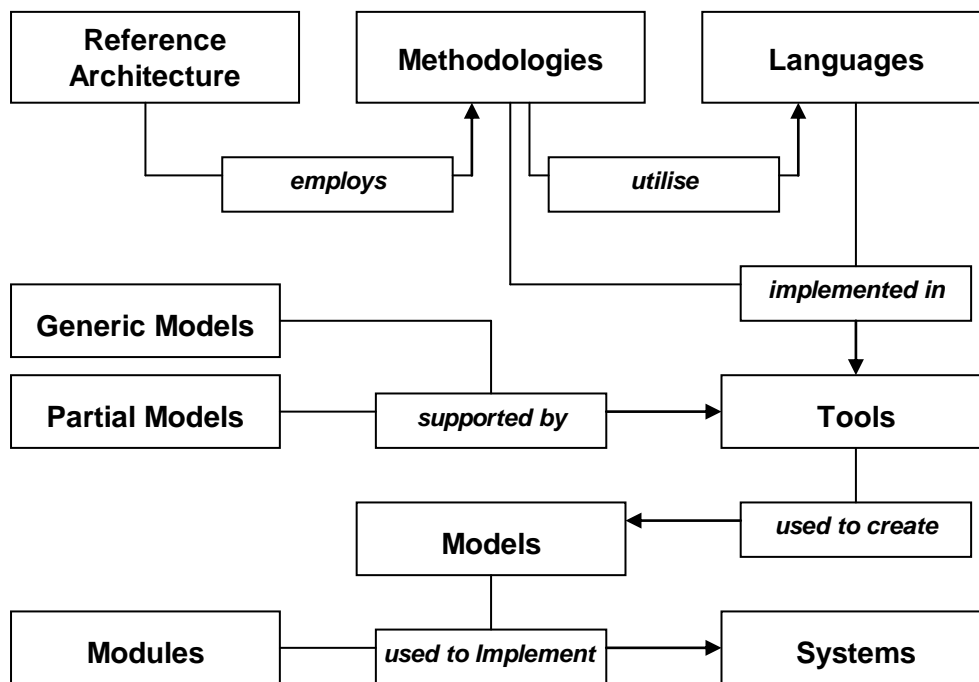 Reference
Architecture
Methodologies
Languages
employs
utilise
implemented in
Generic Models
Partial Models
supported by
Tools
used to create
Models
Modules
used to Implement
Systems